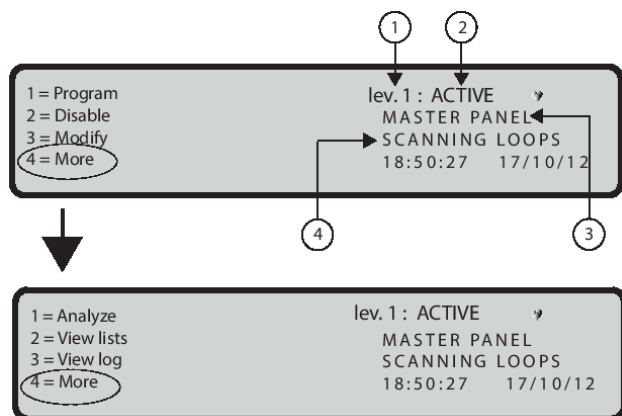 1 2
1 = Program
2 = Disable
3 = Modify
4 = More
lev. 1 : ACTIVE
MASTER PANEL
SCANNING LOOPS
18:50:27 17/10/12
4 3
1 = Analyze
2 = View lists
3 = View log
4 = More
lev. 1 : ACTIVE
MASTER PANEL
SCANNING LOOPS
18:50:27 17/10/12